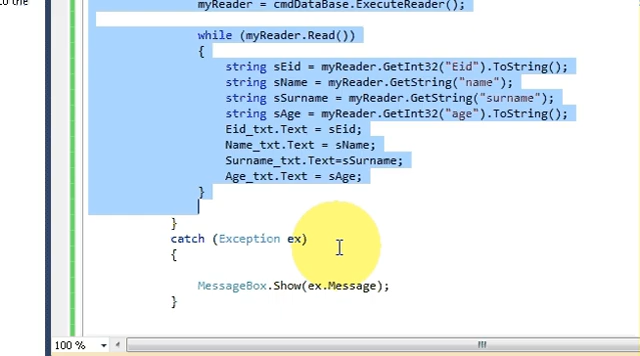 to the
myReader = cmdDataBase.ExecuteReader();
while (myReader.Read())
{
string sEid = myReader.GetInt32("Eid").ToString();
string sName = myReader.GetString("name");
string sSurname = myReader.GetString("surname");
string sAge = myReader.GetInt32("age").ToString();
Eid_txt.Text = sEid;
Name_txt.Text = sName;
Surname_txt.Text=sSurname;
Age_txt.Text = sAge;
}
}
catch (Exception ex)
{
MessageBox.Show(ex.Message);
}
100 %